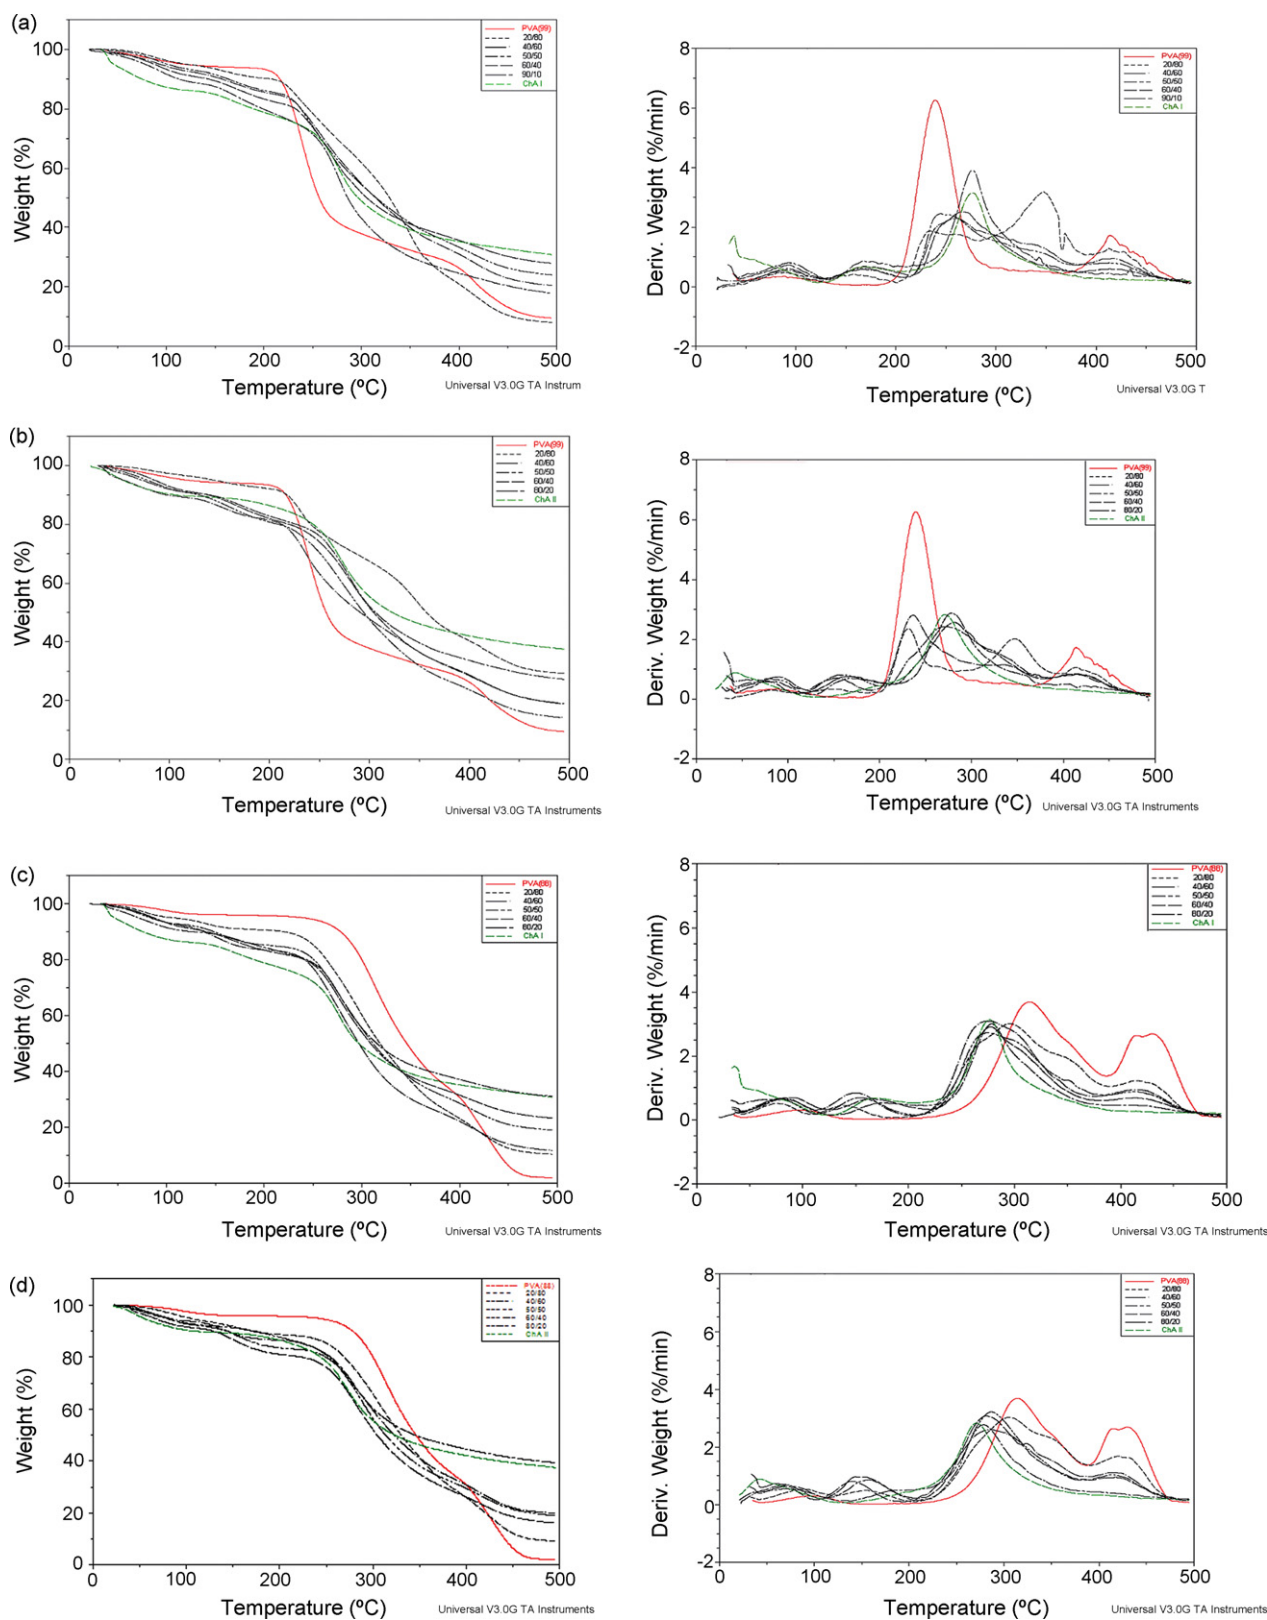 (a)
PVA(99)
20/80
40/60
50/50
60/40
90/10
ChA I
100
80
60
40
20
0
Weight (%)
0 100 200 300 400 500
Temperature (ºC)
Universal V3.0G TA Instrum
PVA(99)
20/80
40/60
50/50
60/40
90/10
ChA I
8
6
4
2
0
-2
Deriv. Weight (%/min)
0 100 200 300 400 500
Temperature (ºC)
Universal V3.0G T
(b)
PVA(99)
20/80
40/60
50/50
60/40
80/20
ChA II
100
80
60
40
20
0
Weight (%)
0 100 200 300 400 500
Temperature (ºC)
Universal V3.0G TA Instruments
PVA(99)
20/80
40/60
50/50
60/40
80/20
ChA II
8
6
4
2
0
-2
Deriv. Weight (%/min)
0 100 200 300 400 500
Temperature (ºC)
Universal V3.0G TA Instruments
(c)
PVA(88)
20/80
40/60
50/50
60/40
80/20
ChA I
100
80
60
40
20
0
Weight (%)
0 100 200 300 400 500
Temperature (ºC)
Universal V3.0G TA Instruments
PVA(88)
20/80
40/60
50/50
60/40
80/20
ChA I
8
6
4
2
0
-2
Deriv. Weight (%/min)
0 100 200 300 400 500
Temperature (ºC)
Universal V3.0G TA Instruments
(d)
PVA(88)
20/80
40/60
50/50
60/40
80/20
ChA II
100
80
60
40
20
0
Weight (%)
0 100 200 300 400 500
Temperature (ºC)
Universal V3.0G TA Instruments
PVA(88)
20/80
40/60
50/50
60/40
80/20
ChA II
8
6
4
2
0
-2
Deriv. Weight (%/min)
0 100 200 300 400 500
Temperature (ºC)
Universal V3.0G TA Instruments